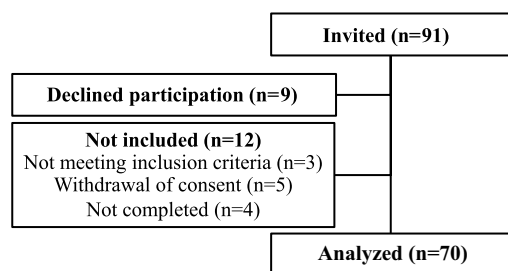 Invited (n=91)
Declined participation (n=9)
Not included (n=12)
Not meeting inclusion criteria (n=3)
Withdrawal of consent (n=5)
Not completed (n=4)
Analyzed (n=70)